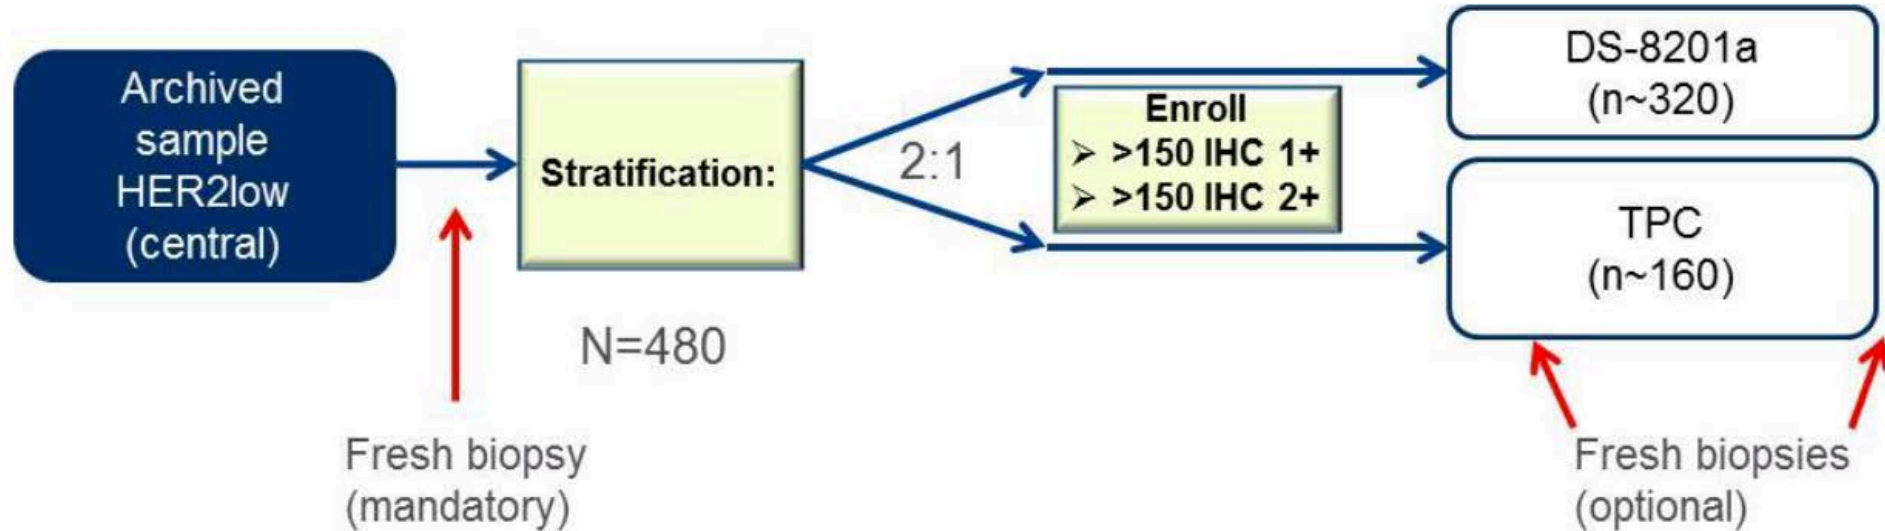 Archived
sample
HER2low
(central)
Fresh biopsy
(mandatory)
Stratification:
N=480
2:1
Enroll
➢ >150 IHC 1+
➢ >150 IHC 2+
DS-8201a
(n~320)
TPC
(n~160)
Fresh biopsies
(optional)